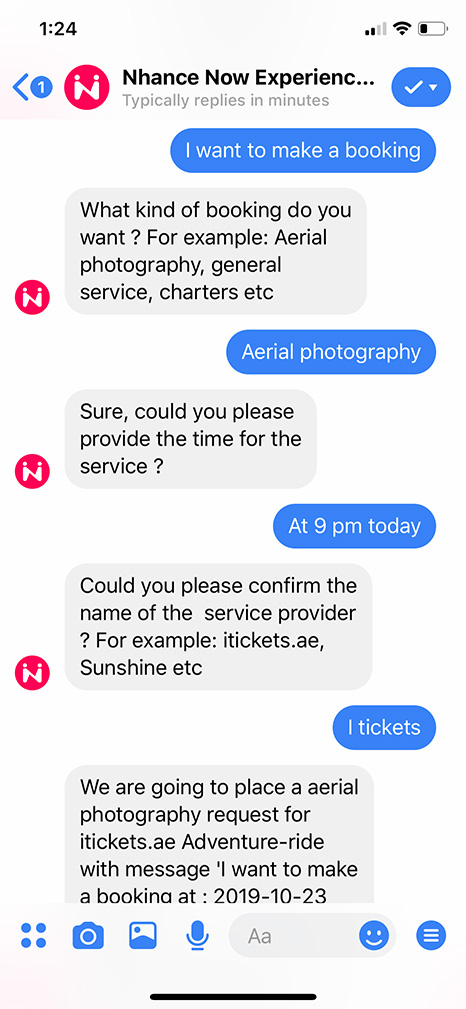 1:24
1
Nhance Now Experienc...
Typically replies in minutes
I want to make a booking
What kind of booking do you
want ? For example: Aerial
photography, general
service, charters etc
Aerial photography
Sure, could you please
provide the time for the
service ?
At 9 pm today
Could you please confirm the
name of the  service provider
? For example: itickets.ae,
Sunshine etc
I tickets
We are going to place a aerial
photography request for
itickets.ae Adventure-ride
with message 'I want to make
a booking at : 2019-10-23
Aa